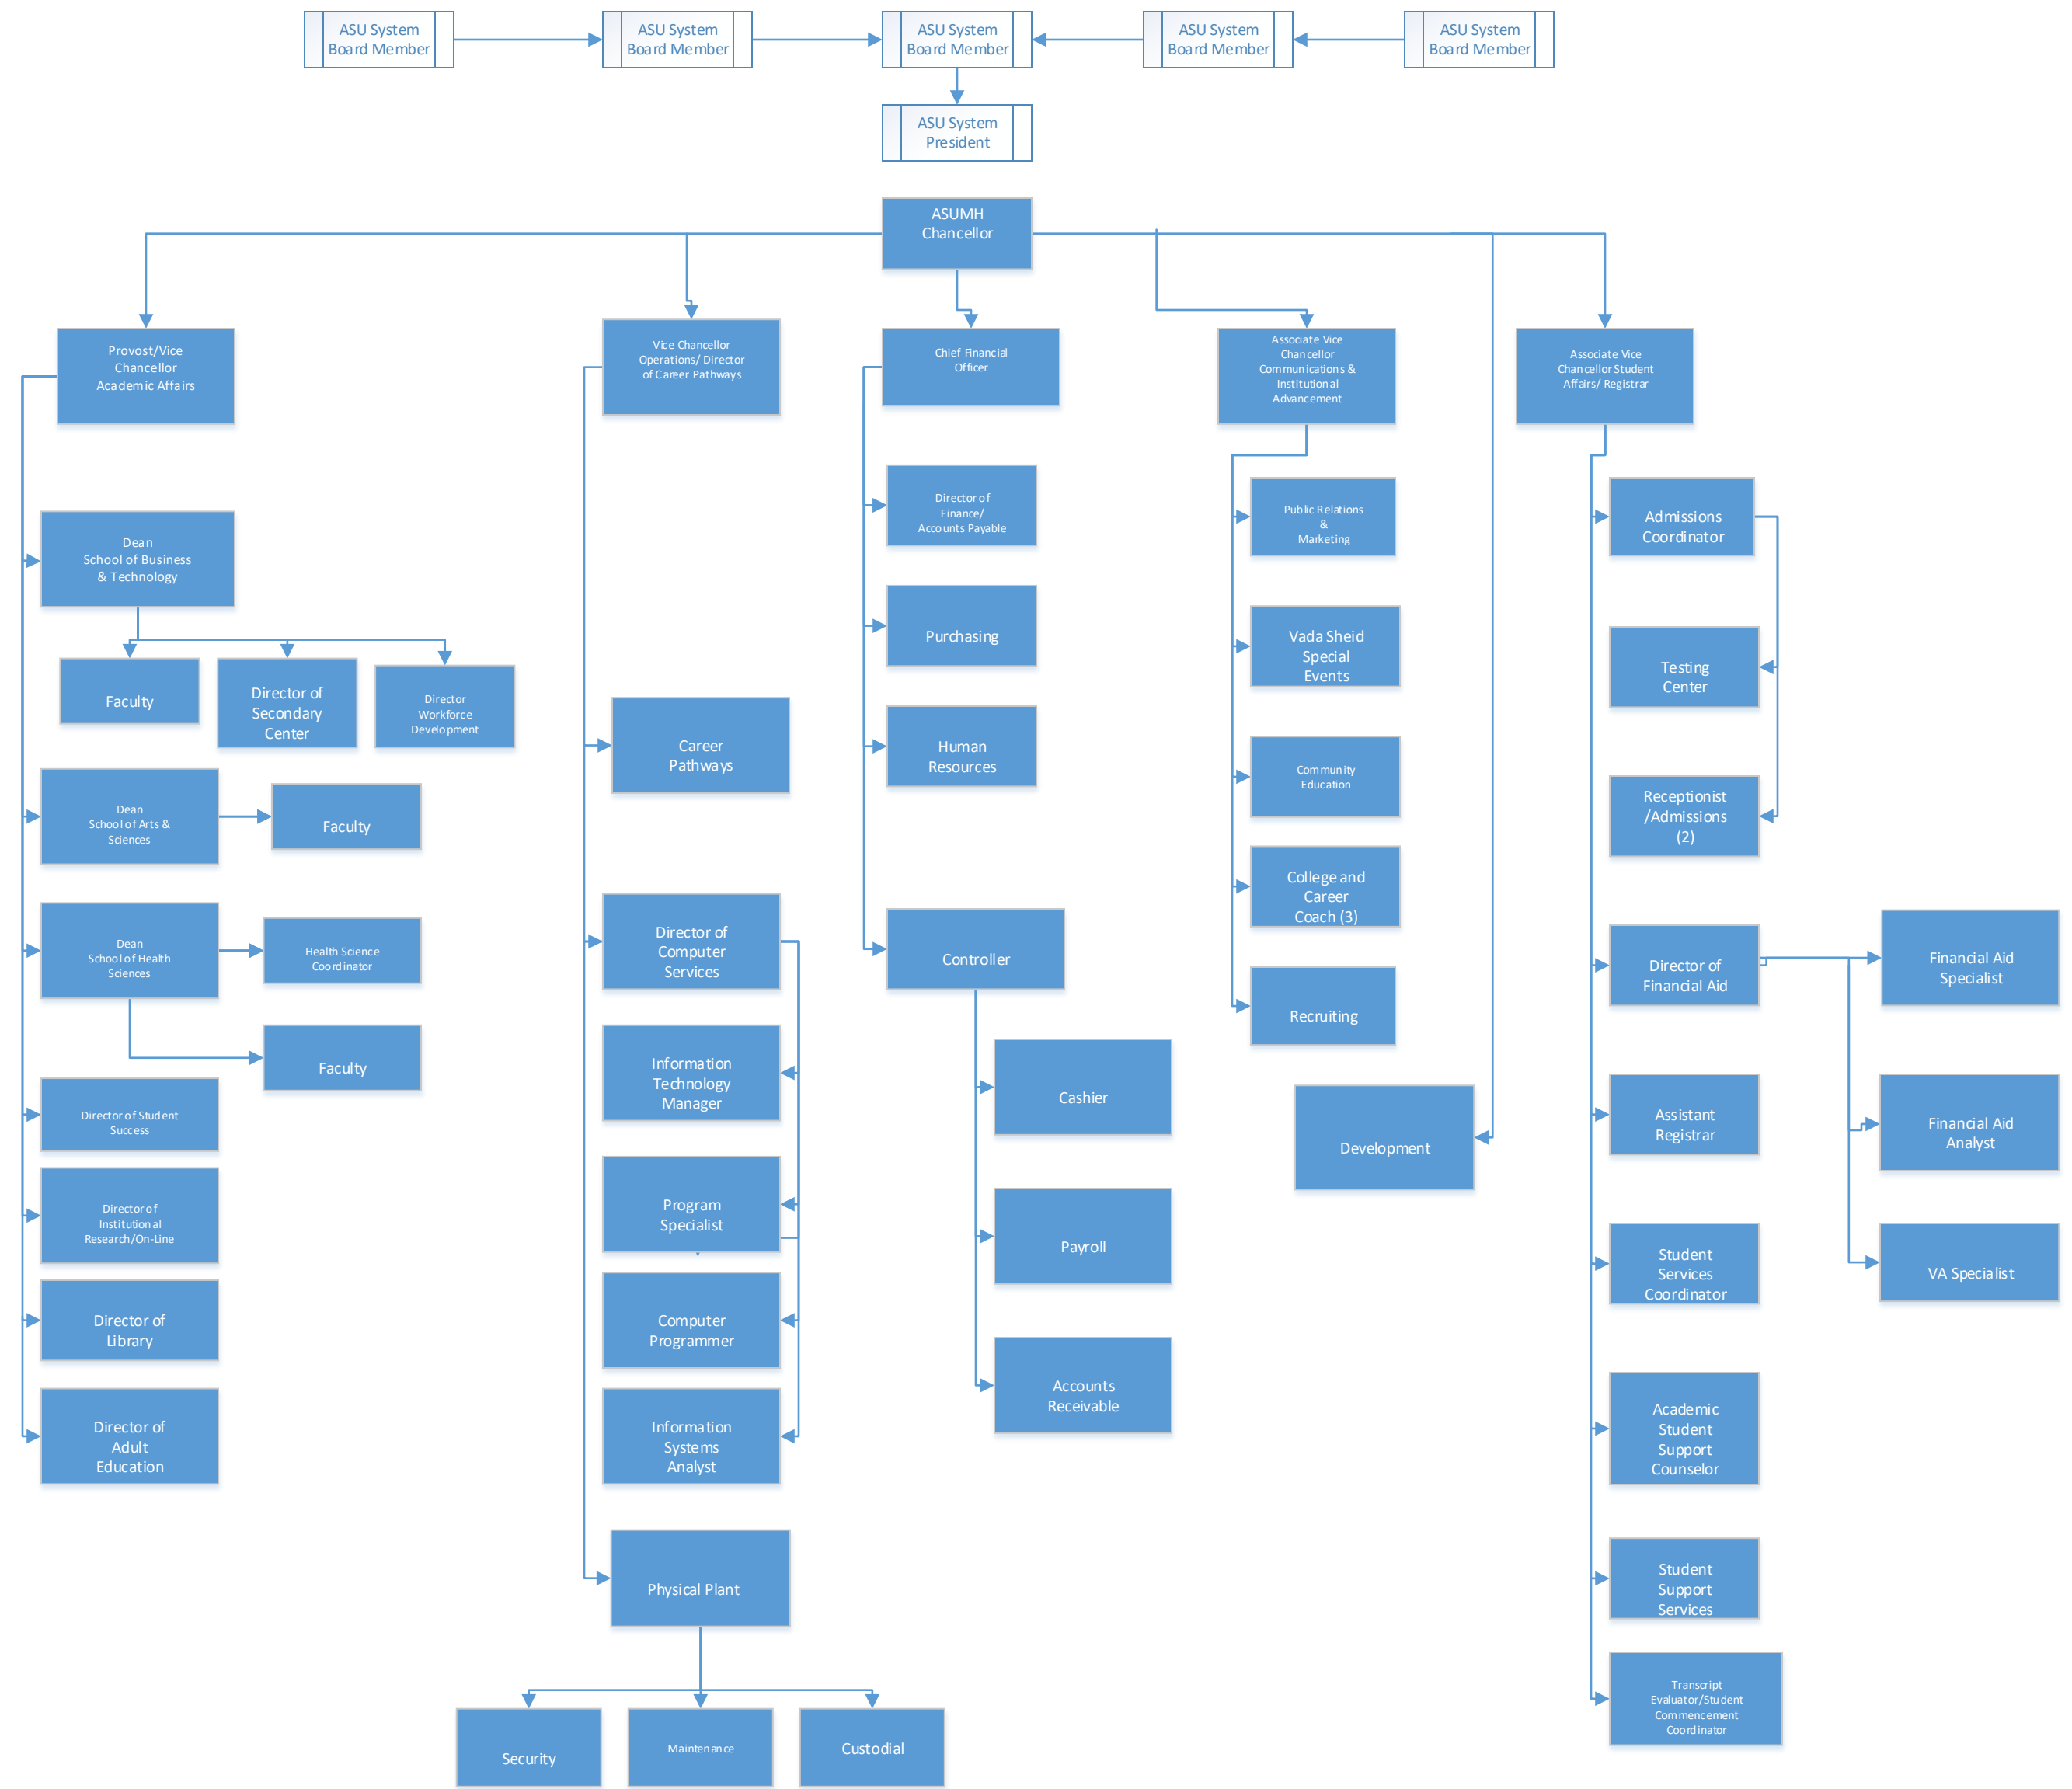 ASU System
Board Member
ASU System
Board Member
ASU System
Board Member
ASU System
Board Member
ASU System
Board Member
ASU System
President
ASUMH
Chancellor
Provost/Vice
Chancellor
Academic Affairs
Vice Chancellor
Operations/ Director
of Career Pathways
Chief Financial
Officer
Associate Vice
Chancellor
Communications &
Institutional
Advancement
Associate Vice
Chancellor Student
Affairs/ Registrar
Dean
School of Business
& Technology
Faculty
Director of
Secondary
Center
Director
Workforce
Development
Dean
School of Arts &
Sciences
Faculty
Dean
School of Health
Sciences
Health Science
Coordinator
Faculty
Director of Student
Success
Director of
Institutional
Research/On-Line
Director of
Library
Director of
Adult
Education
Career
Pathways
Director of
Computer
Services
Information
Technology
Manager
Program
Specialist
Computer
Programmer
Information
Systems
Analyst
Physical Plant
Security
Maintenance
Custodial
Director of
Finance/
Accounts Payable
Purchasing
Human
Resources
Controller
Cashier
Payroll
Accounts
Receivable
Public Relations
&
Marketing
Vada Sheid
Special
Events
Community
Education
College and
Career
Coach (3)
Recruiting
Development
Admissions
Coordinator
Testing
Center
Receptionist
/Admissions
(2)
Director of
Financial Aid
Financial Aid
Specialist
Financial Aid
Analyst
VA Specialist
Assistant
Registrar
Student
Services
Coordinator
Academic
Student
Support
Counselor
Student
Support
Services
Transcript
Evaluator/Student
Commencement
Coordinator